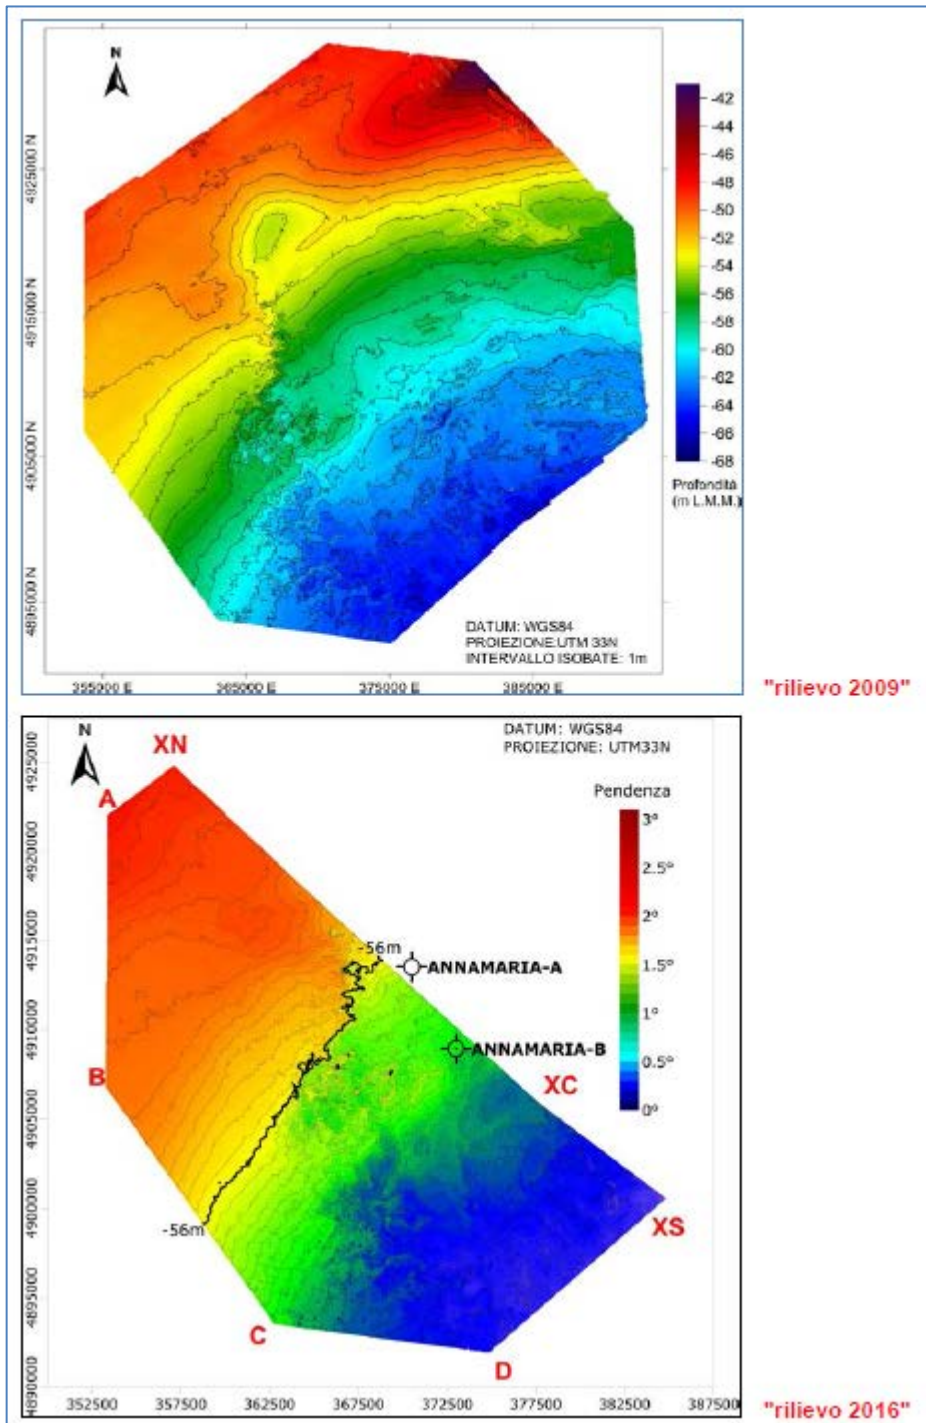 N
4925000 N
4915000 N
4905000 N
4895000 N
355000 E
365000 E
375000 E
389000 E
-42
-44
-46
-48
-50
-52
-54
-56
-58
-60
-62
-64
-66
-68
Profondità
(m L.M.M.)
DATUM: WGS84
PROIEZIONE:UTM 33N
INTERVALLO ISOBATE: 1m
"rilievo 2009"
N
XN
A
B
C
D
XC
XS
DATUM: WGS84
PROIEZIONE: UTM33N
Pendenza
3°
2.5°
2°
1.5°
1°
0.5°
0°
-56m
ANNAMARIA-A
ANNAMARIA-B
-56m
4925000
4920000
4915000
4910000
4905000
4900000
4895000
4890000
352500
357500
362500
367500
372500
377500
382500
387500
"rilievo 2016"